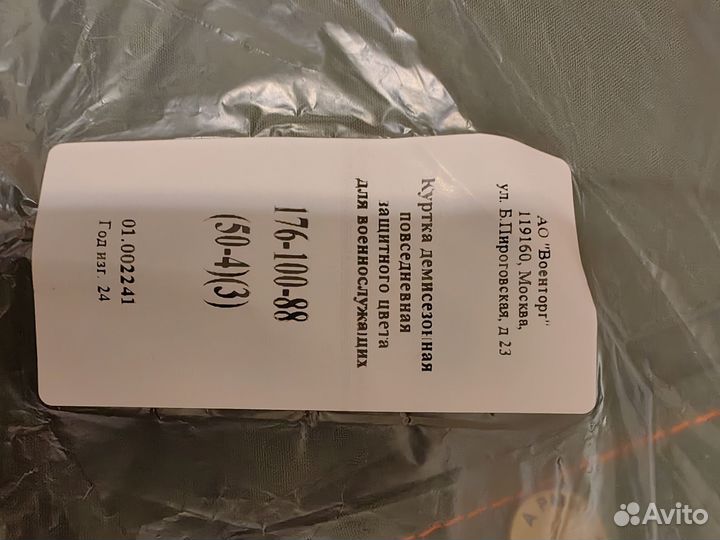 АО "Военторг"
119160, Москва,
ул. Б.Пироговская, д 23
Куртка демисезонная
повседневная
защитного цвета
для военнослужащих
176-100-88
(50-4)(3)
01.002241
Год изг. 24
Avito